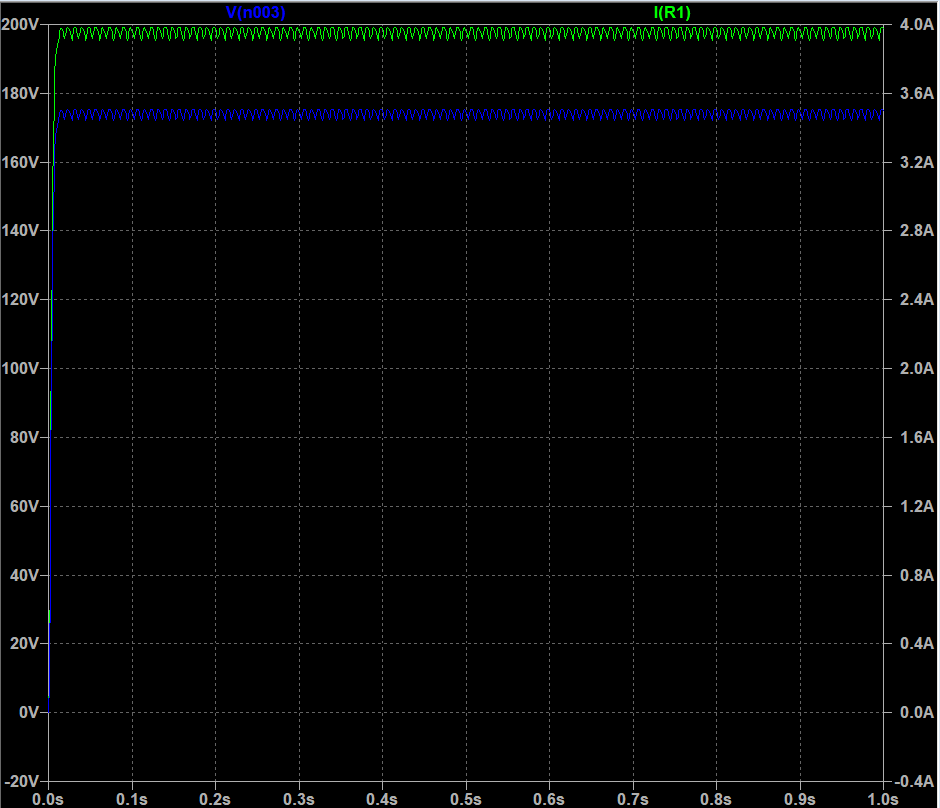 V(n003) I(R1)
200V 4.0A
180V 3.6A
160V 3.2A
140V 2.8A
120V 2.4A
100V 2.0A
80V 1.6A
60V 1.2A
40V 0.8A
20V 0.4A
0V 0.0A
-20V -0.4A
0.0s 0.1s 0.2s 0.3s 0.4s 0.5s 0.6s 0.7s 0.8s 0.9s 1.0s